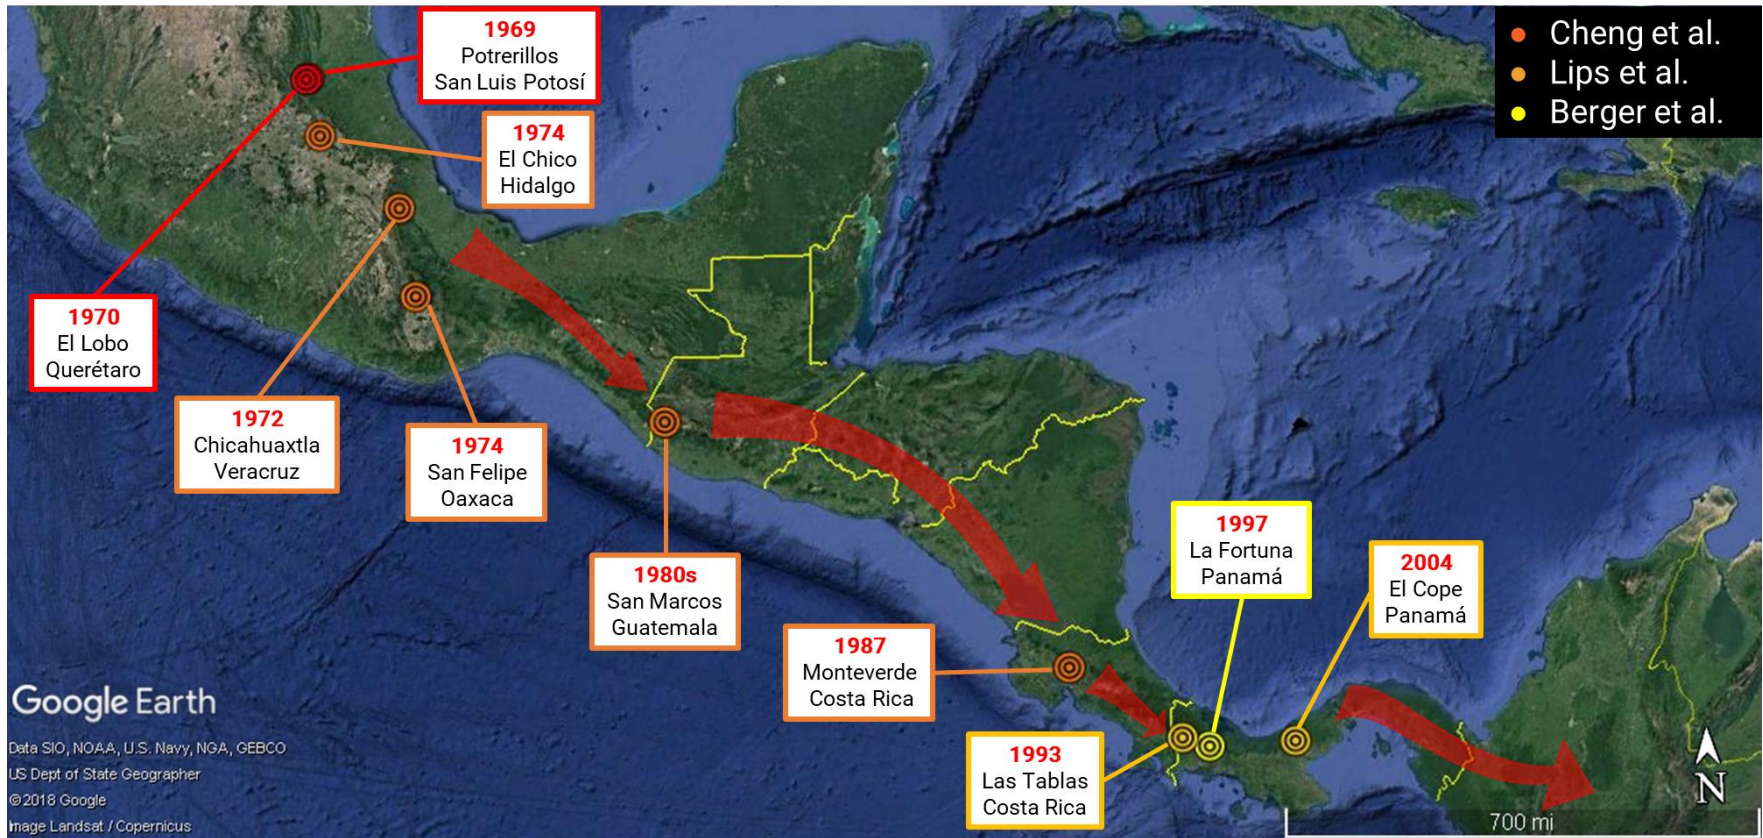 1969
Potrerillos
San Luis Potosí
Cheng et al.
Lips et al.
Berger et al.
1974
El Chico
Hidalgo
1970
El Lobo
Querétaro
1972
Chicahuaxtla
Veracruz
1974
San Felipe
Oaxaca
1980s
San Marcos
Guatemala
1997
La Fortuna
Panamá
2004
El Cope
Panamá
1987
Monteverde
Costa Rica
1993
Las Tablas
Costa Rica
Google Earth
Data SIO, NOAA, U.S. Navy, NGA, GEBCO
US Dept of State Geographer
© 2018 Google
Image Landsat / Copernicus
N
700 mi